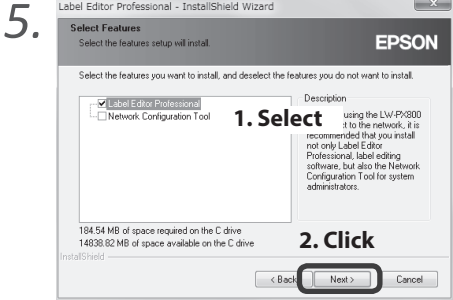 5.
Label Editor Professional - InstallShield Wizard
Select Features
Select the features setup will install.
EPSON
Select the features you want to install, and deselect the features you do not want to install.
Label Editor Professional
Network Configuration Tool
1. Select
Description
using the LW-PX800
to the network, it is
recommended that you install
not only Label Editor
Professional, label editing
software, but also the Network
Configuration Tool for system
administrators.
184.54 MB of space required on the C drive
14838.82 MB of space available on the C drive
2. Click
InstallShield
< Back
Next >
Cancel